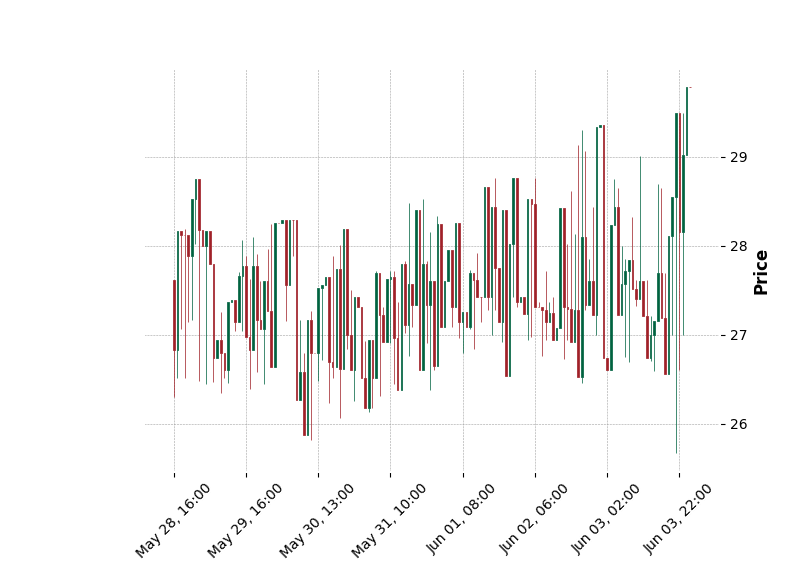 29
28
27
26
Price
May 28, 16:00
May 29, 16:00
May 30, 13:00
May 31, 10:00
Jun 01, 08:00
Jun 02, 06:00
Jun 03, 02:00
Jun 03, 22:00